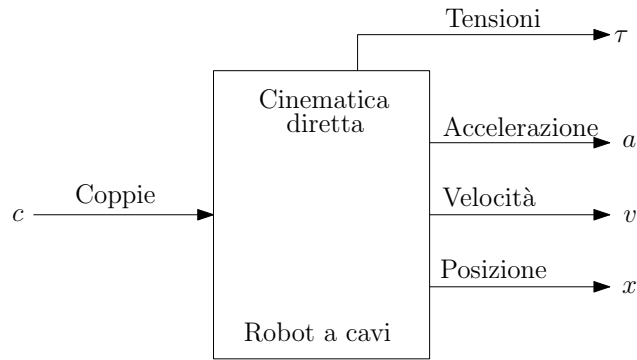 Tensioni
τ
Cinematica
diretta
Accelerazione
a
Coppie
c
Velocità
v
Posizione
x
Robot a cavi